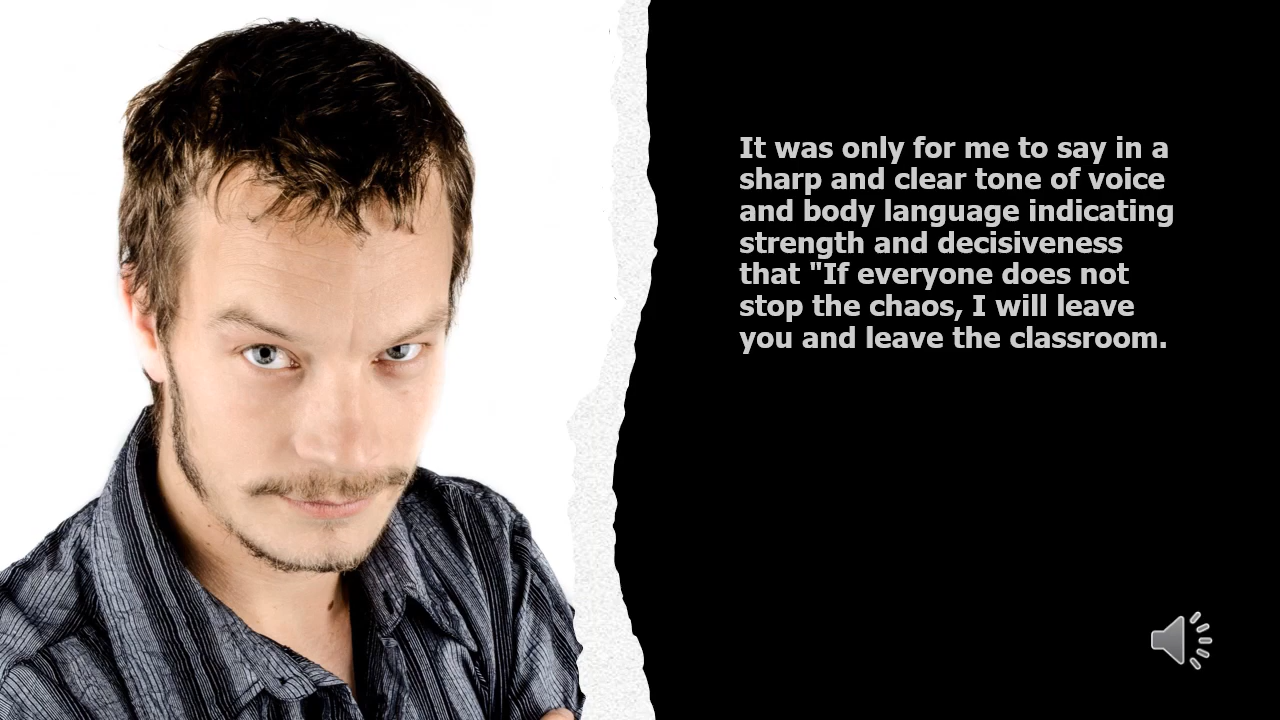 It was only for me to say in a
sharp and clear tone of voice
and body language indicating
strength and decisiveness
that "If everyone does not
stop the chaos, I will leave
you and leave the classroom.